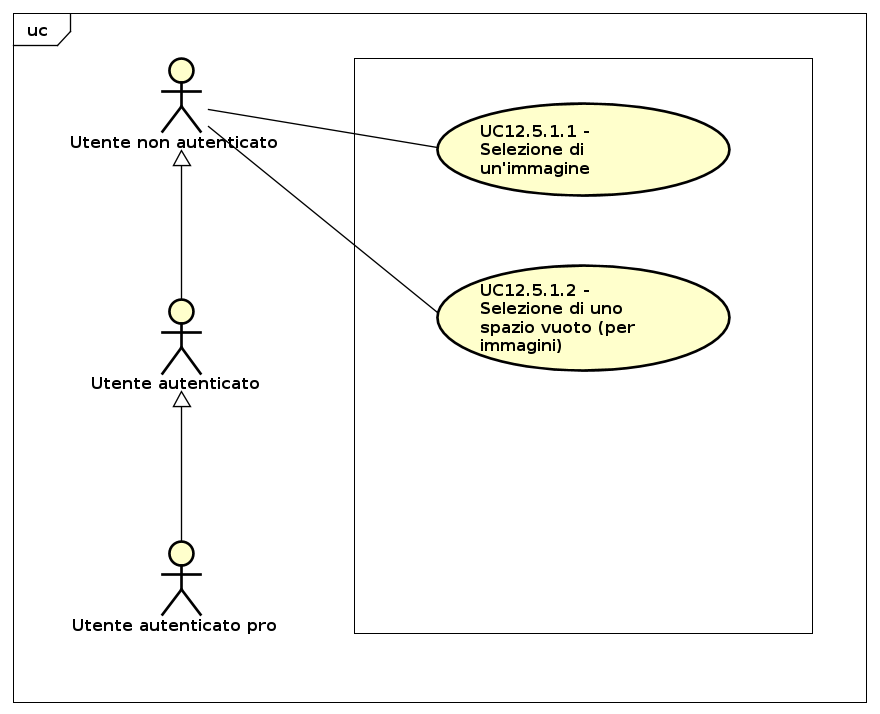 uc
Utente non autenticato
UC12.5.1.1 -
Selezione di
un'immagine
UC12.5.1.2 -
Selezione di uno
spazio vuoto (per
immagini)
Utente autenticato
Utente autenticato pro